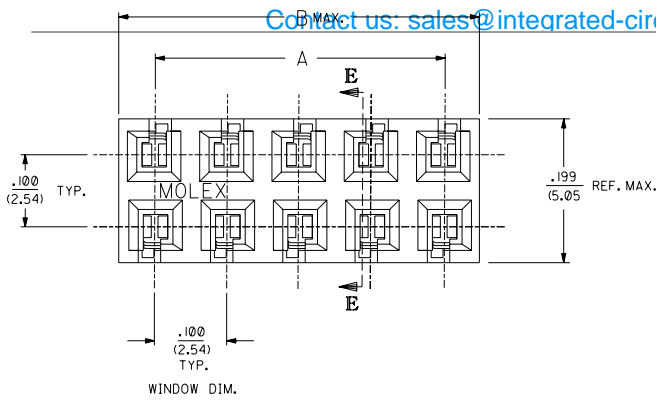 Contact us: sales@integrated-circ
B MAX.
A
E
.100
(2.54)
TYP.
MOLEX
.199
(5.05
REF. MAX.
E
.100
(2.54)
TYP.
WINDOW DIM.